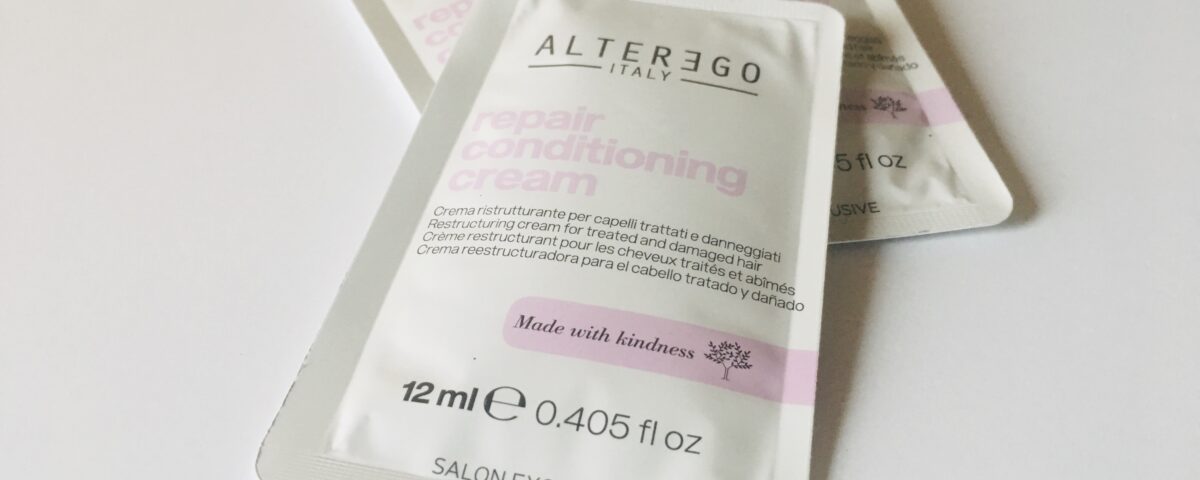 ALTERƎGO
ITALY
repair
conditioning
cream
Crema ristrutturante per capelli trattati e danneggiati
Restructuring cream for treated and damaged hair
Crème restructurant pour les cheveux traités et abîmés
Crema reestructuradora para el cabello tratado y dañado
Made with kindness
12 ml e 0.405 fl oz
SALON
5 fl oz
USIVE